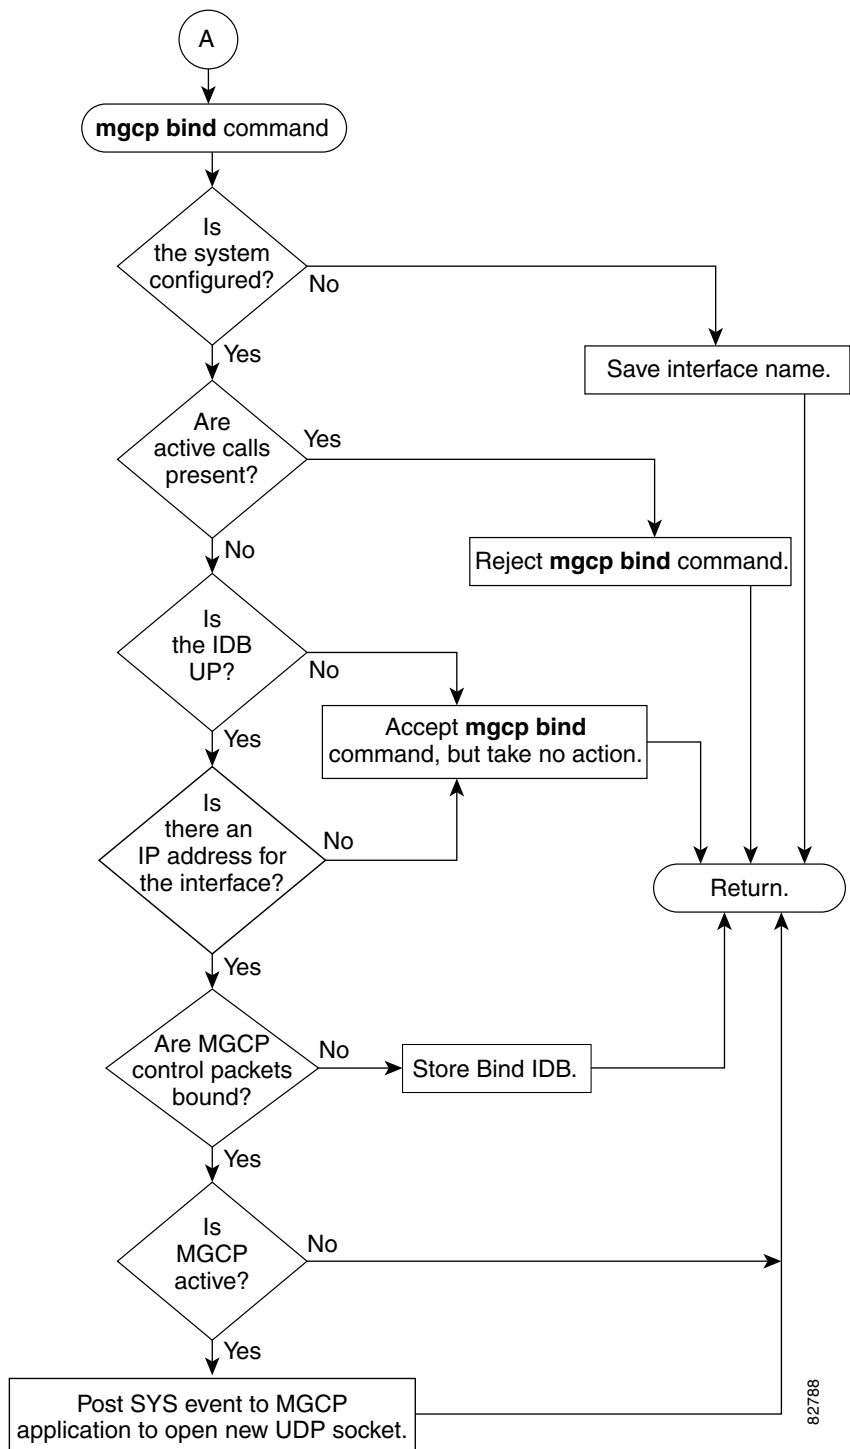 A
mgcp bind command
Is
the system
configured?
No
Yes
Save interface name.
Are
active calls
present?
Yes
No
Reject mgcp bind command.
Is
the IDB
UP?
No
Yes
Accept mgcp bind
command, but take no action.
Is
there an
IP address for
the interface?
No
Yes
Return.
Are MGCP
control packets
bound?
No
Store Bind IDB.
Yes
Is
MGCP
active?
No
Yes
Post SYS event to MGCP
application to open new UDP socket.
82788